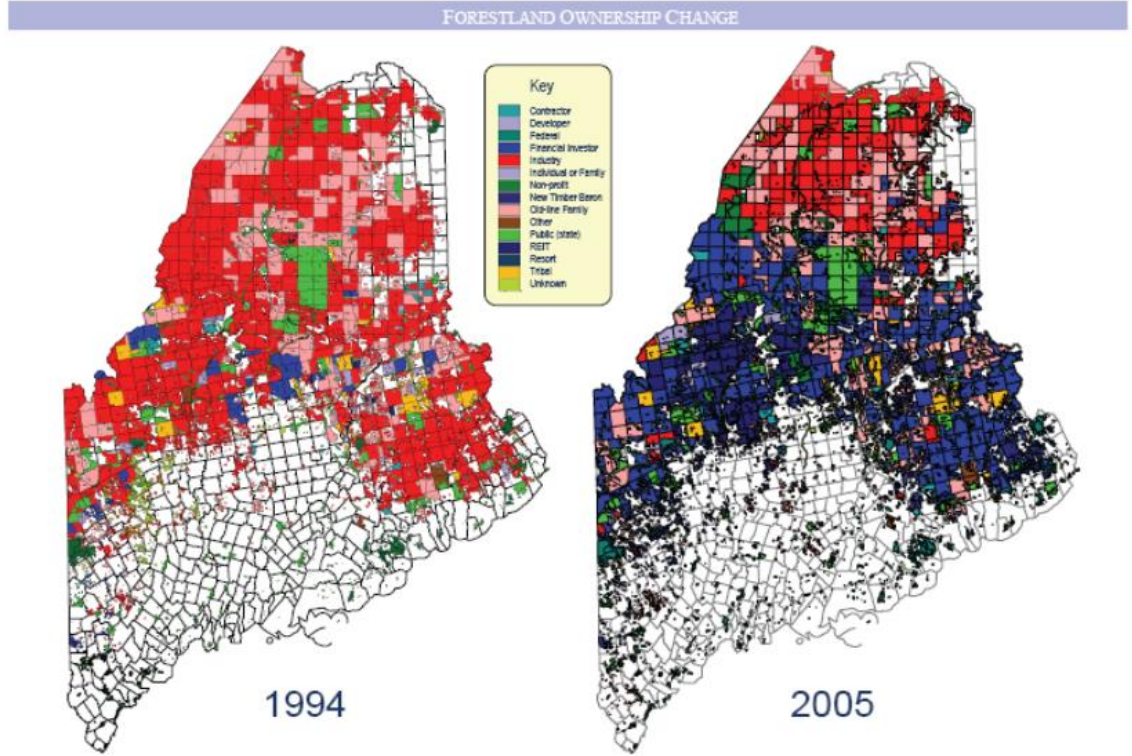 FORESTLAND OWNERSHIP CHANGE
Key
Contractor
Developer
Federal
Financial Investor
Industry
Individual or Family
Non-profit
New Timber Baron
Old-line Family
Other
Public (state)
REIT
Resort
Tribal
Unknown
1994
2005